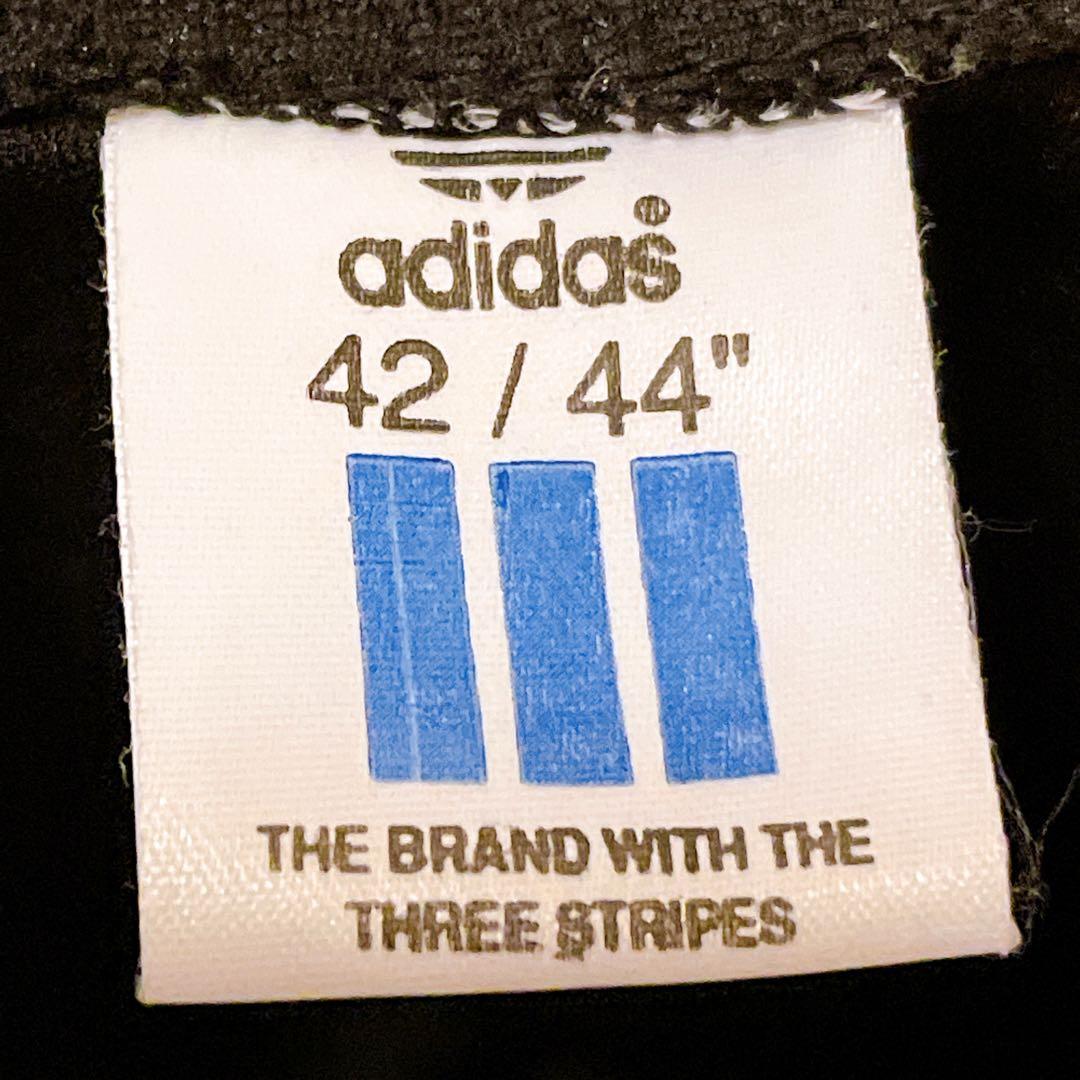 adidas®
42 / 44"
THE BRAND WITH THE
THREE STRIPES